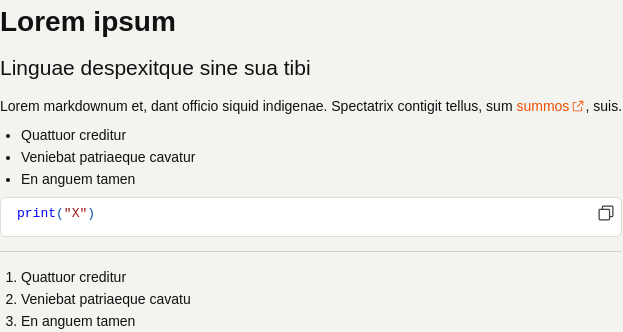 Lorem ipsum
Linguae despexitque sine sua tibi
Lorem markdownum et, dant officio siquid indigenae. Spectatrix contigit tellus, sum summos, suis.
• Quattuor creditur
• Veniebat patriaeque cavatur
• En anguem tamen
print("X")
1. Quattuor creditur
2. Veniebat patriaeque cavatu
3. En anguem tamen